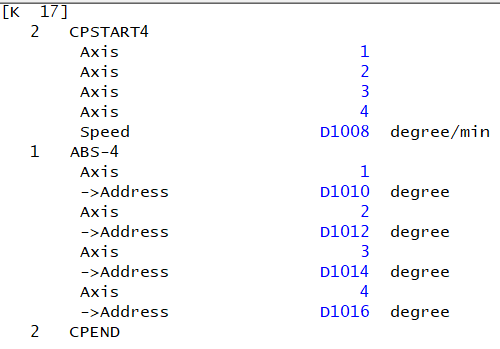 [K  17]
2  CPSTART4
Axis  1
Axis  2
Axis  3
Axis  4
Speed  D1008  degree/min
1  ABS-4
Axis  1
->Address  D1010  degree
Axis  2
->Address  D1012  degree
Axis  3
->Address  D1014  degree
Axis  4
->Address  D1016  degree
2  CPEND